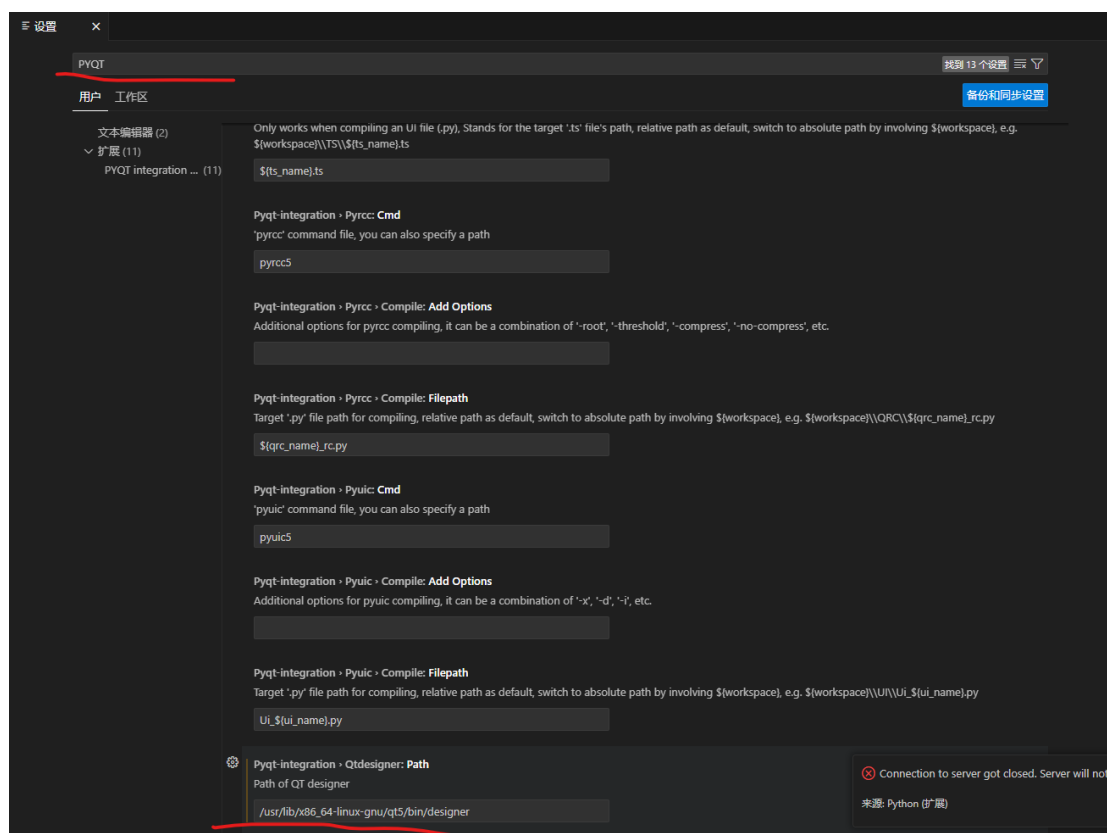 设置
PYQT
找到 13 个设置
用户 工作区
备份和同步设置
文本编辑器 (2)
扩展 (11)
PYQT integration ... (11)
Only works when compiling an UI file (.py), Stands for the target '.ts' file's path, relative path as default, switch to absolute path by involving ${workspace}, e.g.
${workspace}\\TS\\${ts_name}.ts
${ts_name}.ts
Pyqt-integration › Pyrcc: Cmd
'pyrcc' command file, you can also specify a path
pyrcc5
Pyqt-integration › Pyrcc › Compile: Add Options
Additional options for pyrcc compiling, it can be a combination of '-root', '-threshold', '-compress', '-no-compress', etc.
Pyqt-integration › Pyrcc › Compile: Filepath
Target '.py' file path for compiling, relative path as default, switch to absolute path by involving ${workspace}, e.g. ${workspace}\\QRC\\${qrc_name}_rc.py
${qrc_name}_rc.py
Pyqt-integration › Pyuic: Cmd
'pyuic' command file, you can also specify a path
pyuic5
Pyqt-integration › Pyuic › Compile: Add Options
Additional options for pyuic compiling, it can be a combination of '-x', '-d', '-i', etc.
Pyqt-integration › Pyuic › Compile: Filepath
Target '.py' file path for compiling, relative path as default, switch to absolute path by involving ${workspace}, e.g. ${workspace}\\UI\\Ui_${ui_name}.py
Ui_${ui_name}.py
Pyqt-integration › Qtdesigner: Path
Path of QT designer
/usr/lib/x86_64-linux-gnu/qt5/bin/designer
Connection to server got closed. Server will not
来源: Python (扩展)